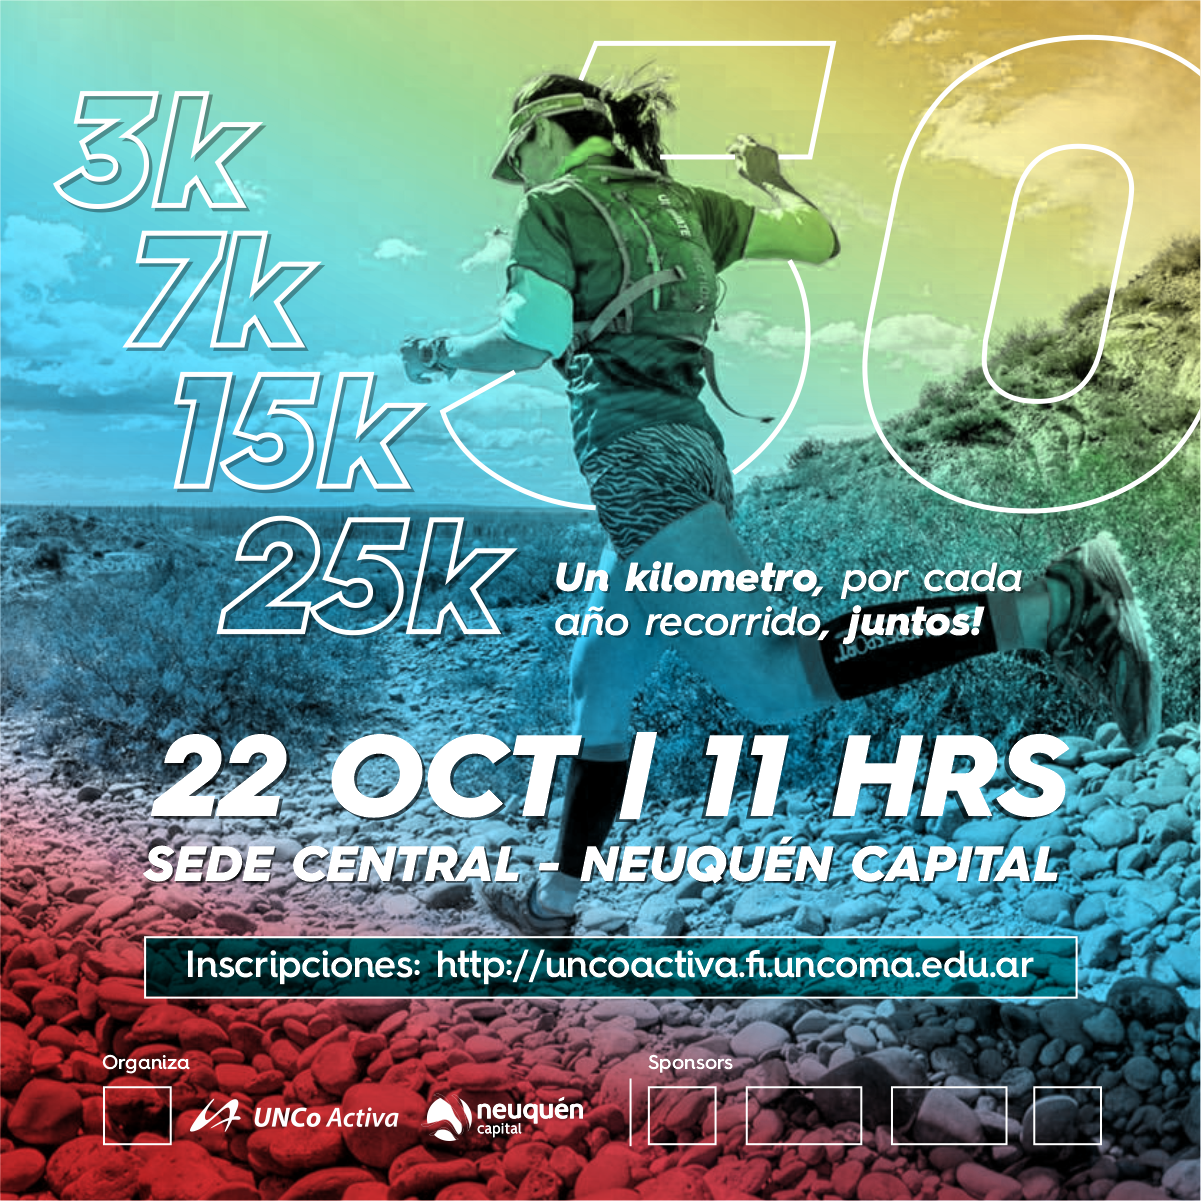 50
3k
7k
15k
25k
Un kilometro, por cada
año recorrido, juntos!
22 OCT | 11 HRS
SEDE CENTRAL - NEUQUÉN CAPITAL
Inscripciones: http://uncoactiva.fi.uncoma.edu.ar
Organiza
Sponsors
UNCo Activa
neuquén
capital